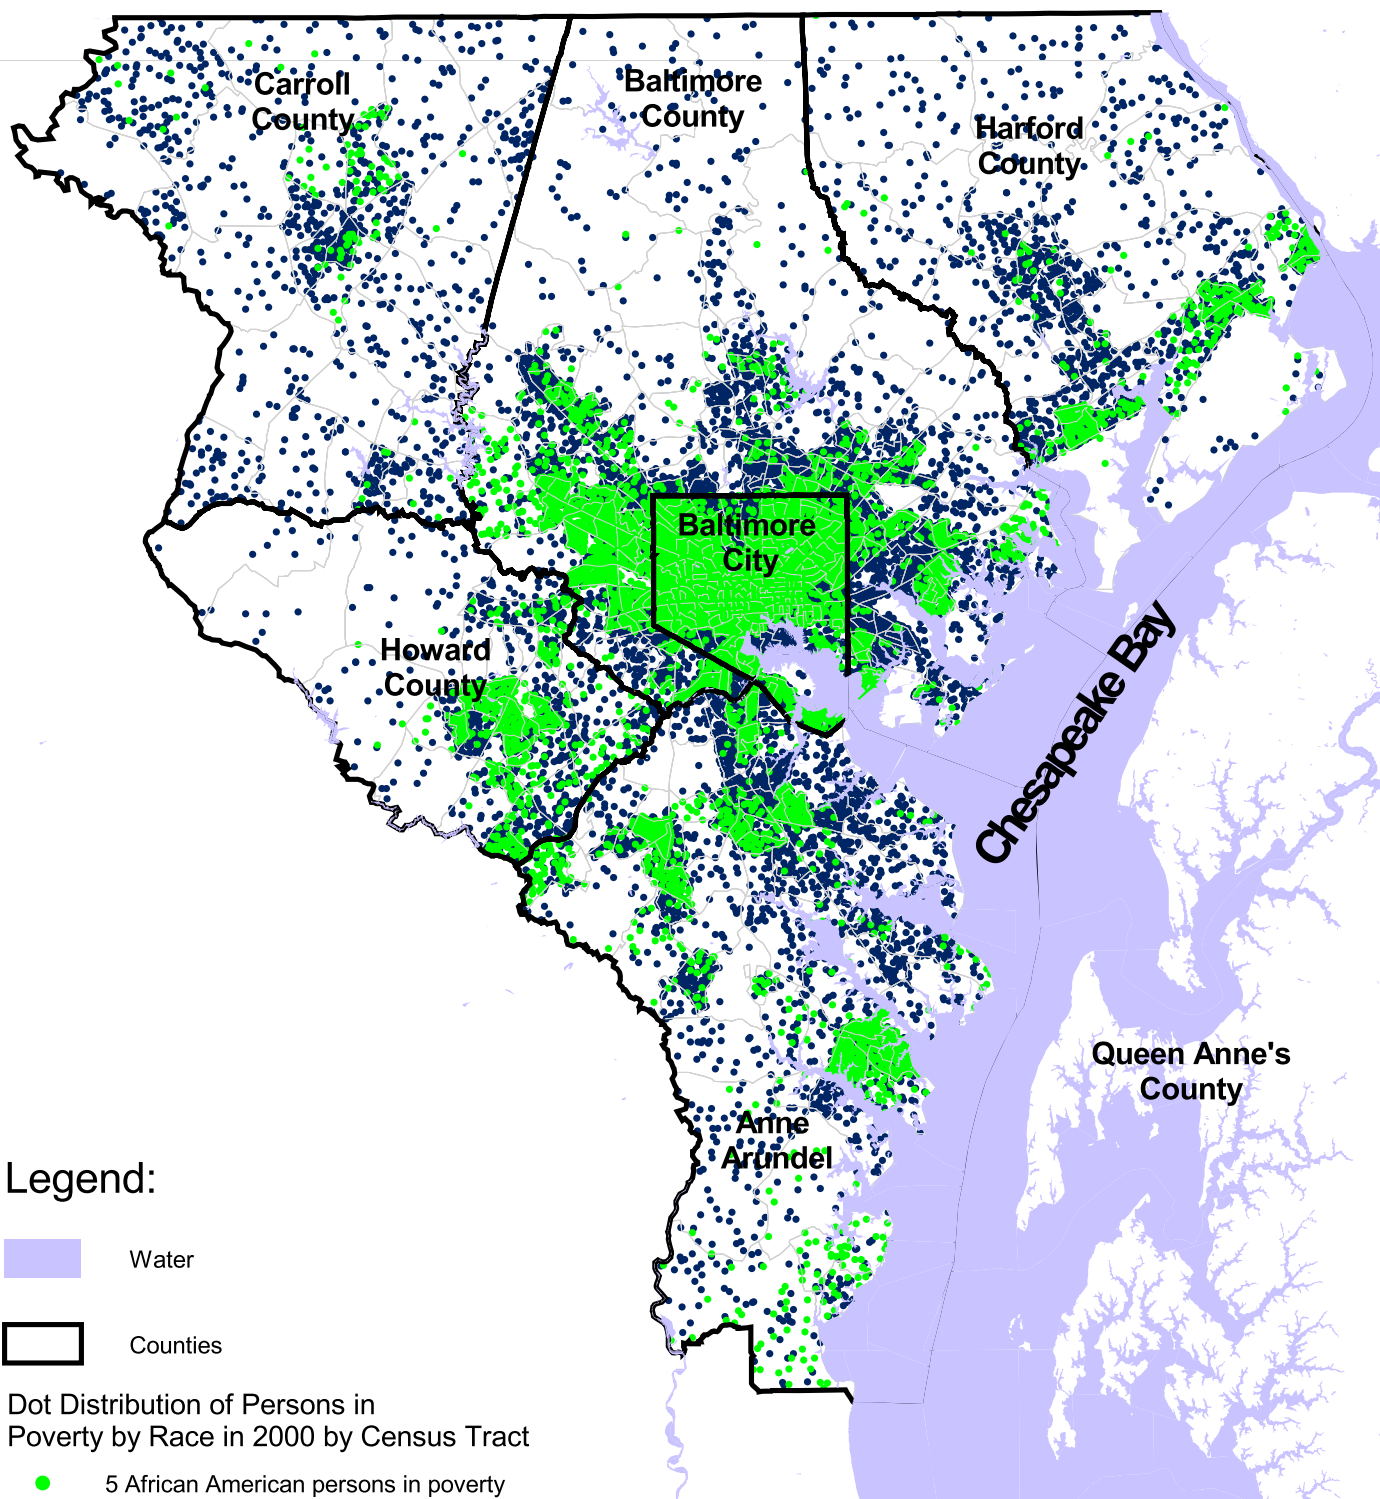 Carroll
County
Baltimore
County
Harford
County
Baltimore
City
Howard
County
Chesapeake Bay
Queen Anne's
County
Anne
Arundel
Legend:
Water
Counties
Dot Distribution of Persons in
Poverty by Race in 2000 by Census Tract
5 African American persons in poverty